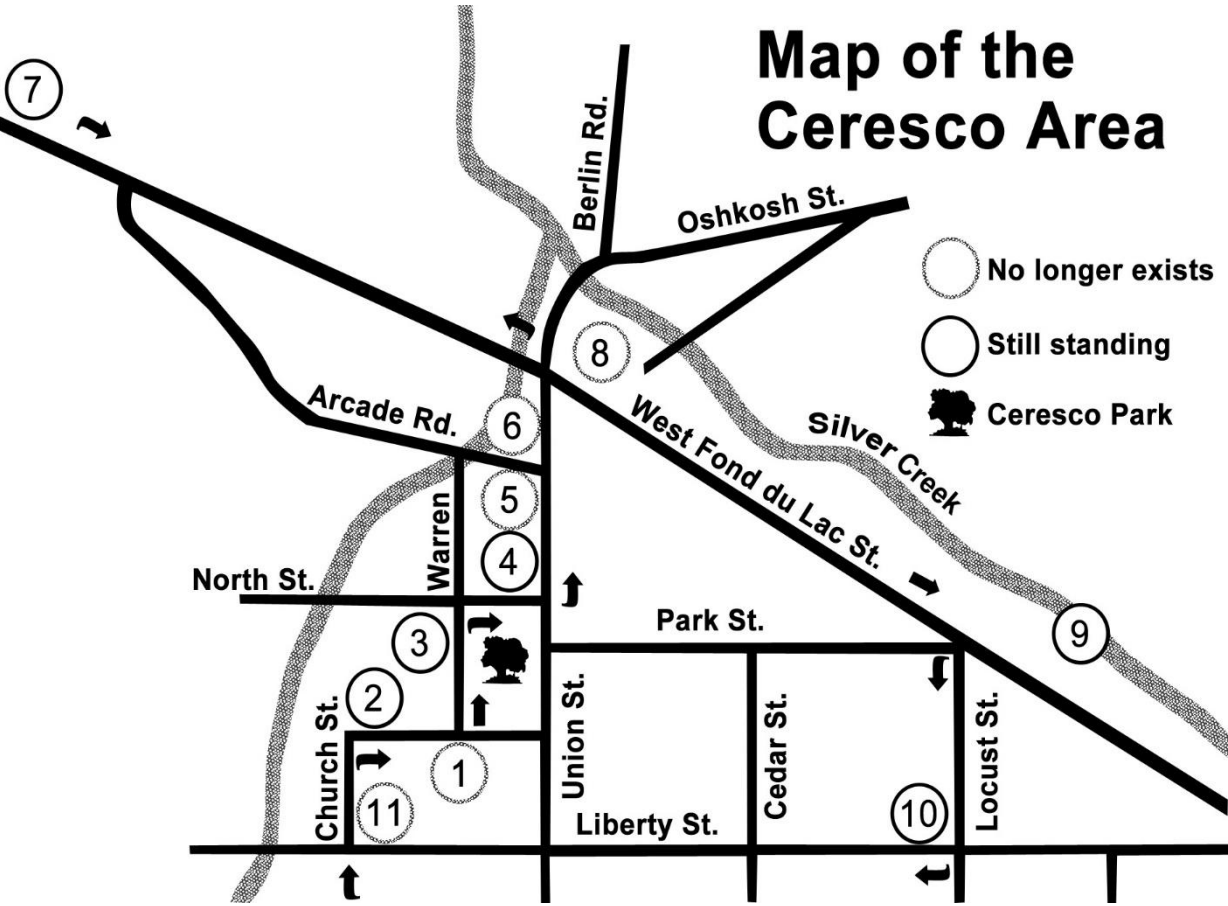 Map of the
Ceresco Area
7
Berlin Rd.
Oshkosh St.
No longer exists
8
Still standing
Arcade Rd.
6
West Fond du Lac St.
Silver Creek
Ceresco Park
5
Warren
4
North St.
3
Park St.
9
2
Church St.
Union St.
Cedar St.
Locust St.
1
11
Liberty St.
10